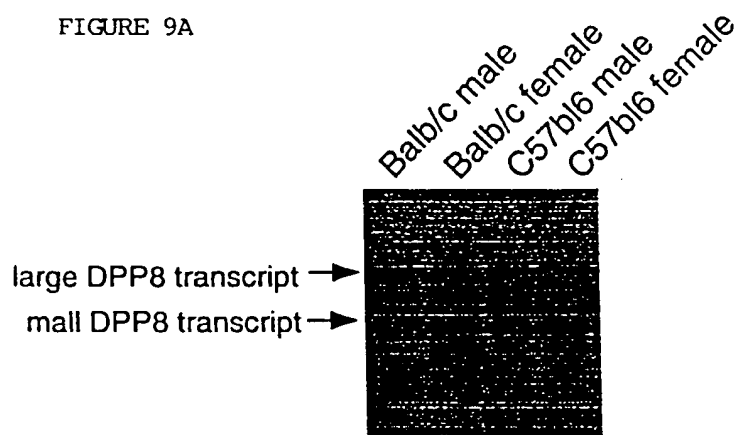 FIGURE 9A
Balb/c male
Balb/c female
C57bl6 male
C57bl6 female
large DPP8 transcript
mall DPP8 transcript